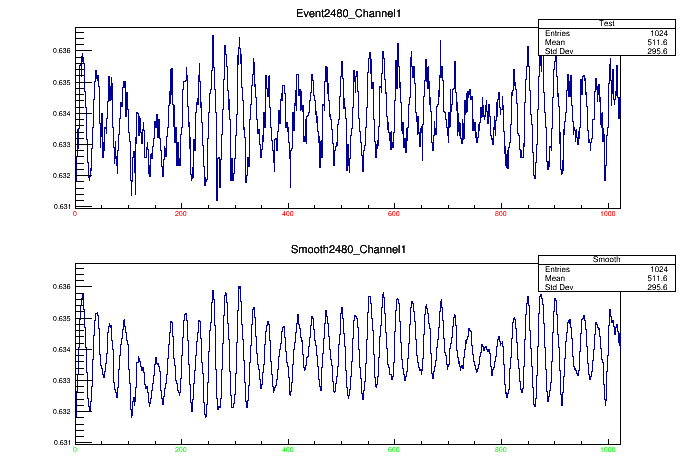 Event2480_Channel1
Test
Entries 1024
Mean 511.6
Std Dev 295.6
0.636
0.635
0.634
0.633
0.632
0.631
0 200 400 600 800 1000
Smooth2480_Channel1
Smooth
Entries 1024
Mean 511.6
Std Dev 295.6
0.636
0.635
0.634
0.633
0.632
0.631
0 200 400 600 800 1000